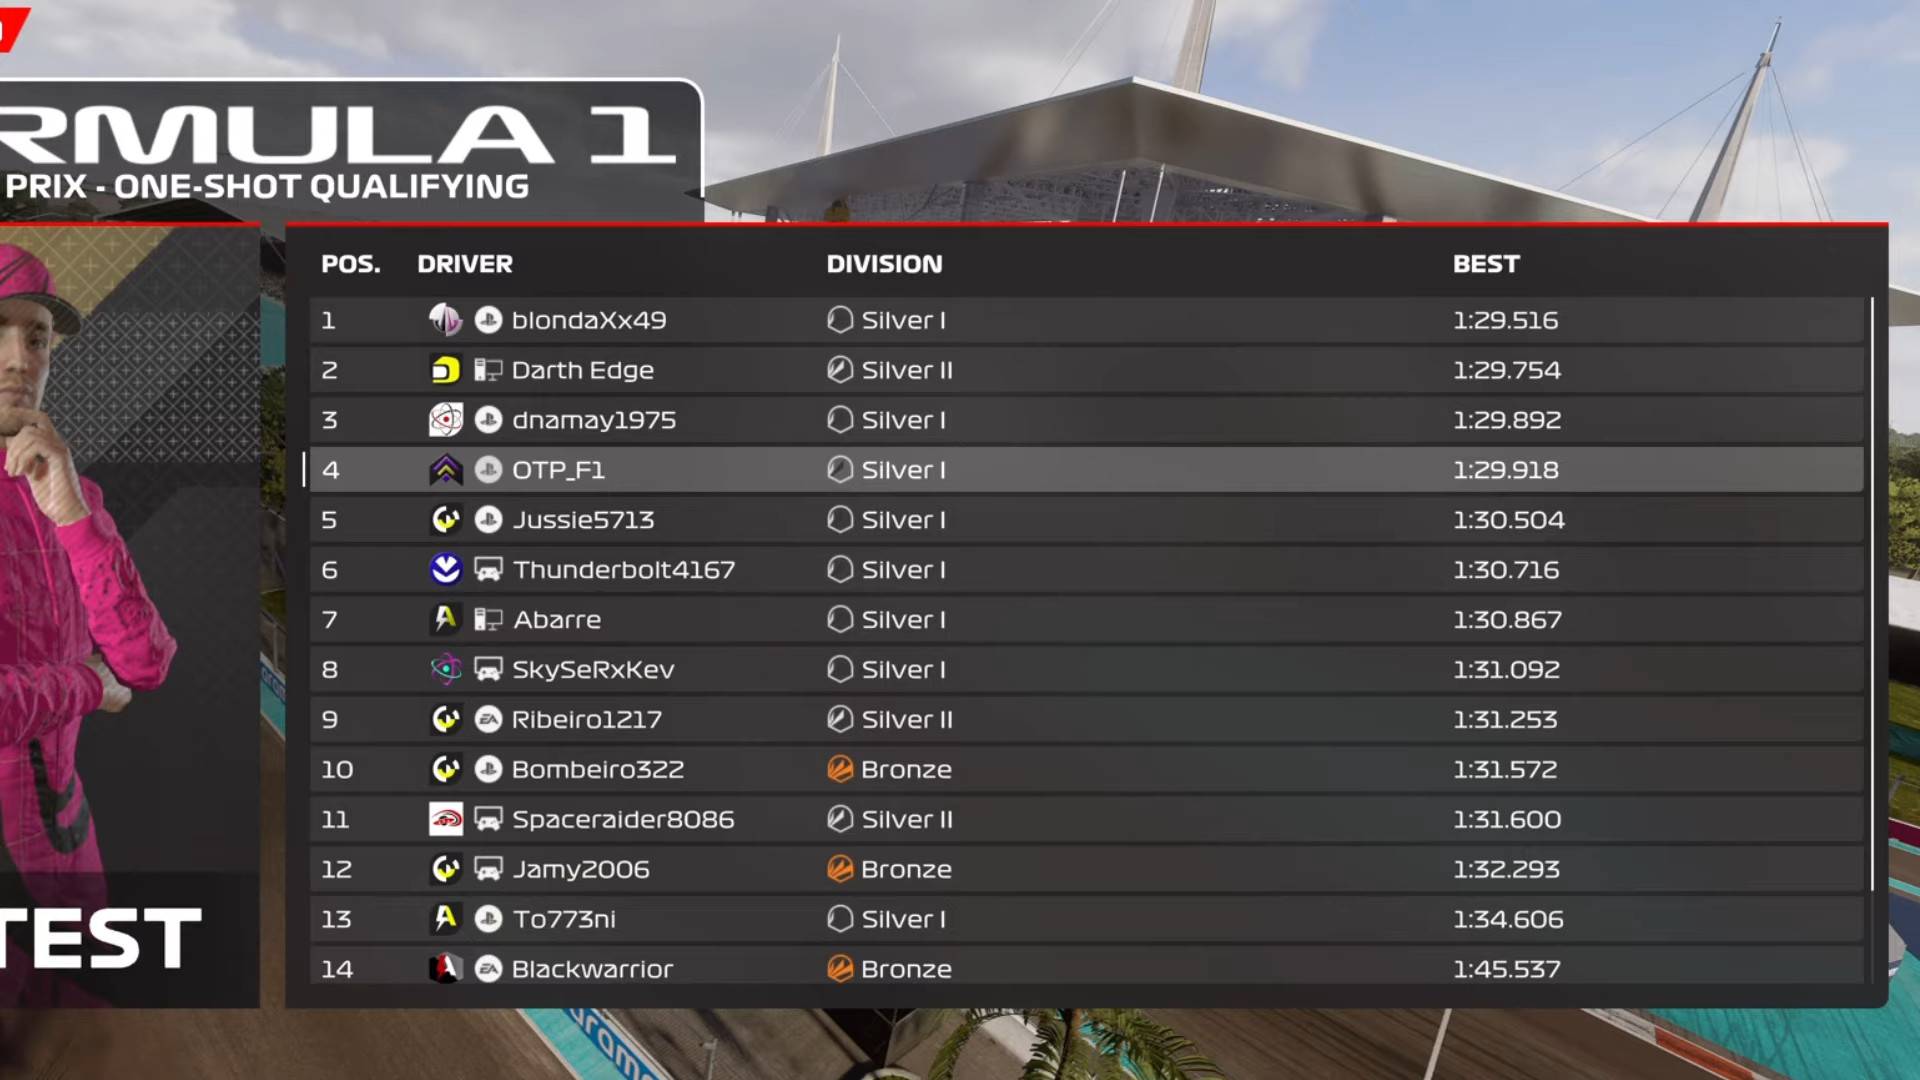 RMULA 1
PRIX - ONE-SHOT QUALIFYING
POS. DRIVER DIVISION BEST
1 blondaXx49 Silver I 1:29.516
2 Darth Edge Silver II 1:29.754
3 dnamay1975 Silver I 1:29.892
4 OTP_F1 Silver I 1:29.918
5 Jussie5713 Silver I 1:30.504
6 Thunderbolt4167 Silver I 1:30.716
7 Abarre Silver I 1:30.867
8 SkySeRxKev Silver I 1:31.092
9 EA Ribeiro1217 Silver II 1:31.253
10 Bombeiro322 Bronze 1:31.572
11 Spaceraider8086 Silver II 1:31.600
12 Jamy2006 Bronze 1:32.293
13 To773ni Silver I 1:34.606
14 EA Blackwarrior Bronze 1:45.537
TEST
aramc